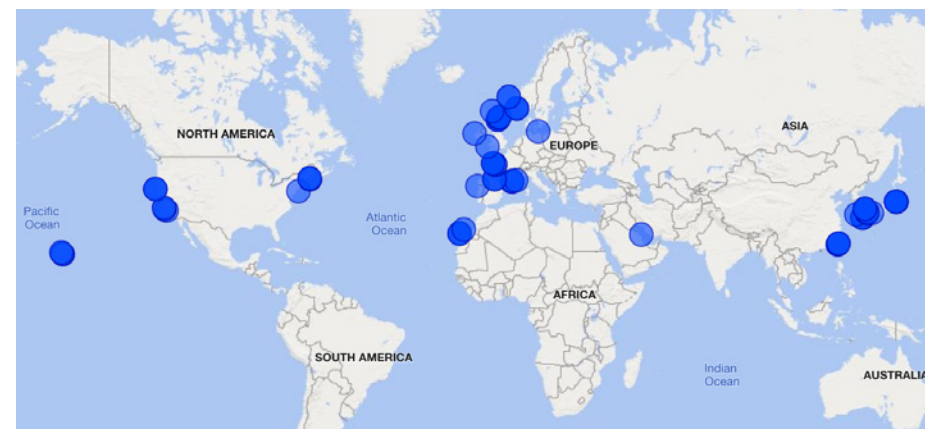 NORTH AMERICA
ASIA
EUROPE
Pacific
Ocean
Atlantic
Ocean
AFRICA
SOUTH AMERICA
Indian
Ocean
AUSTRALIA